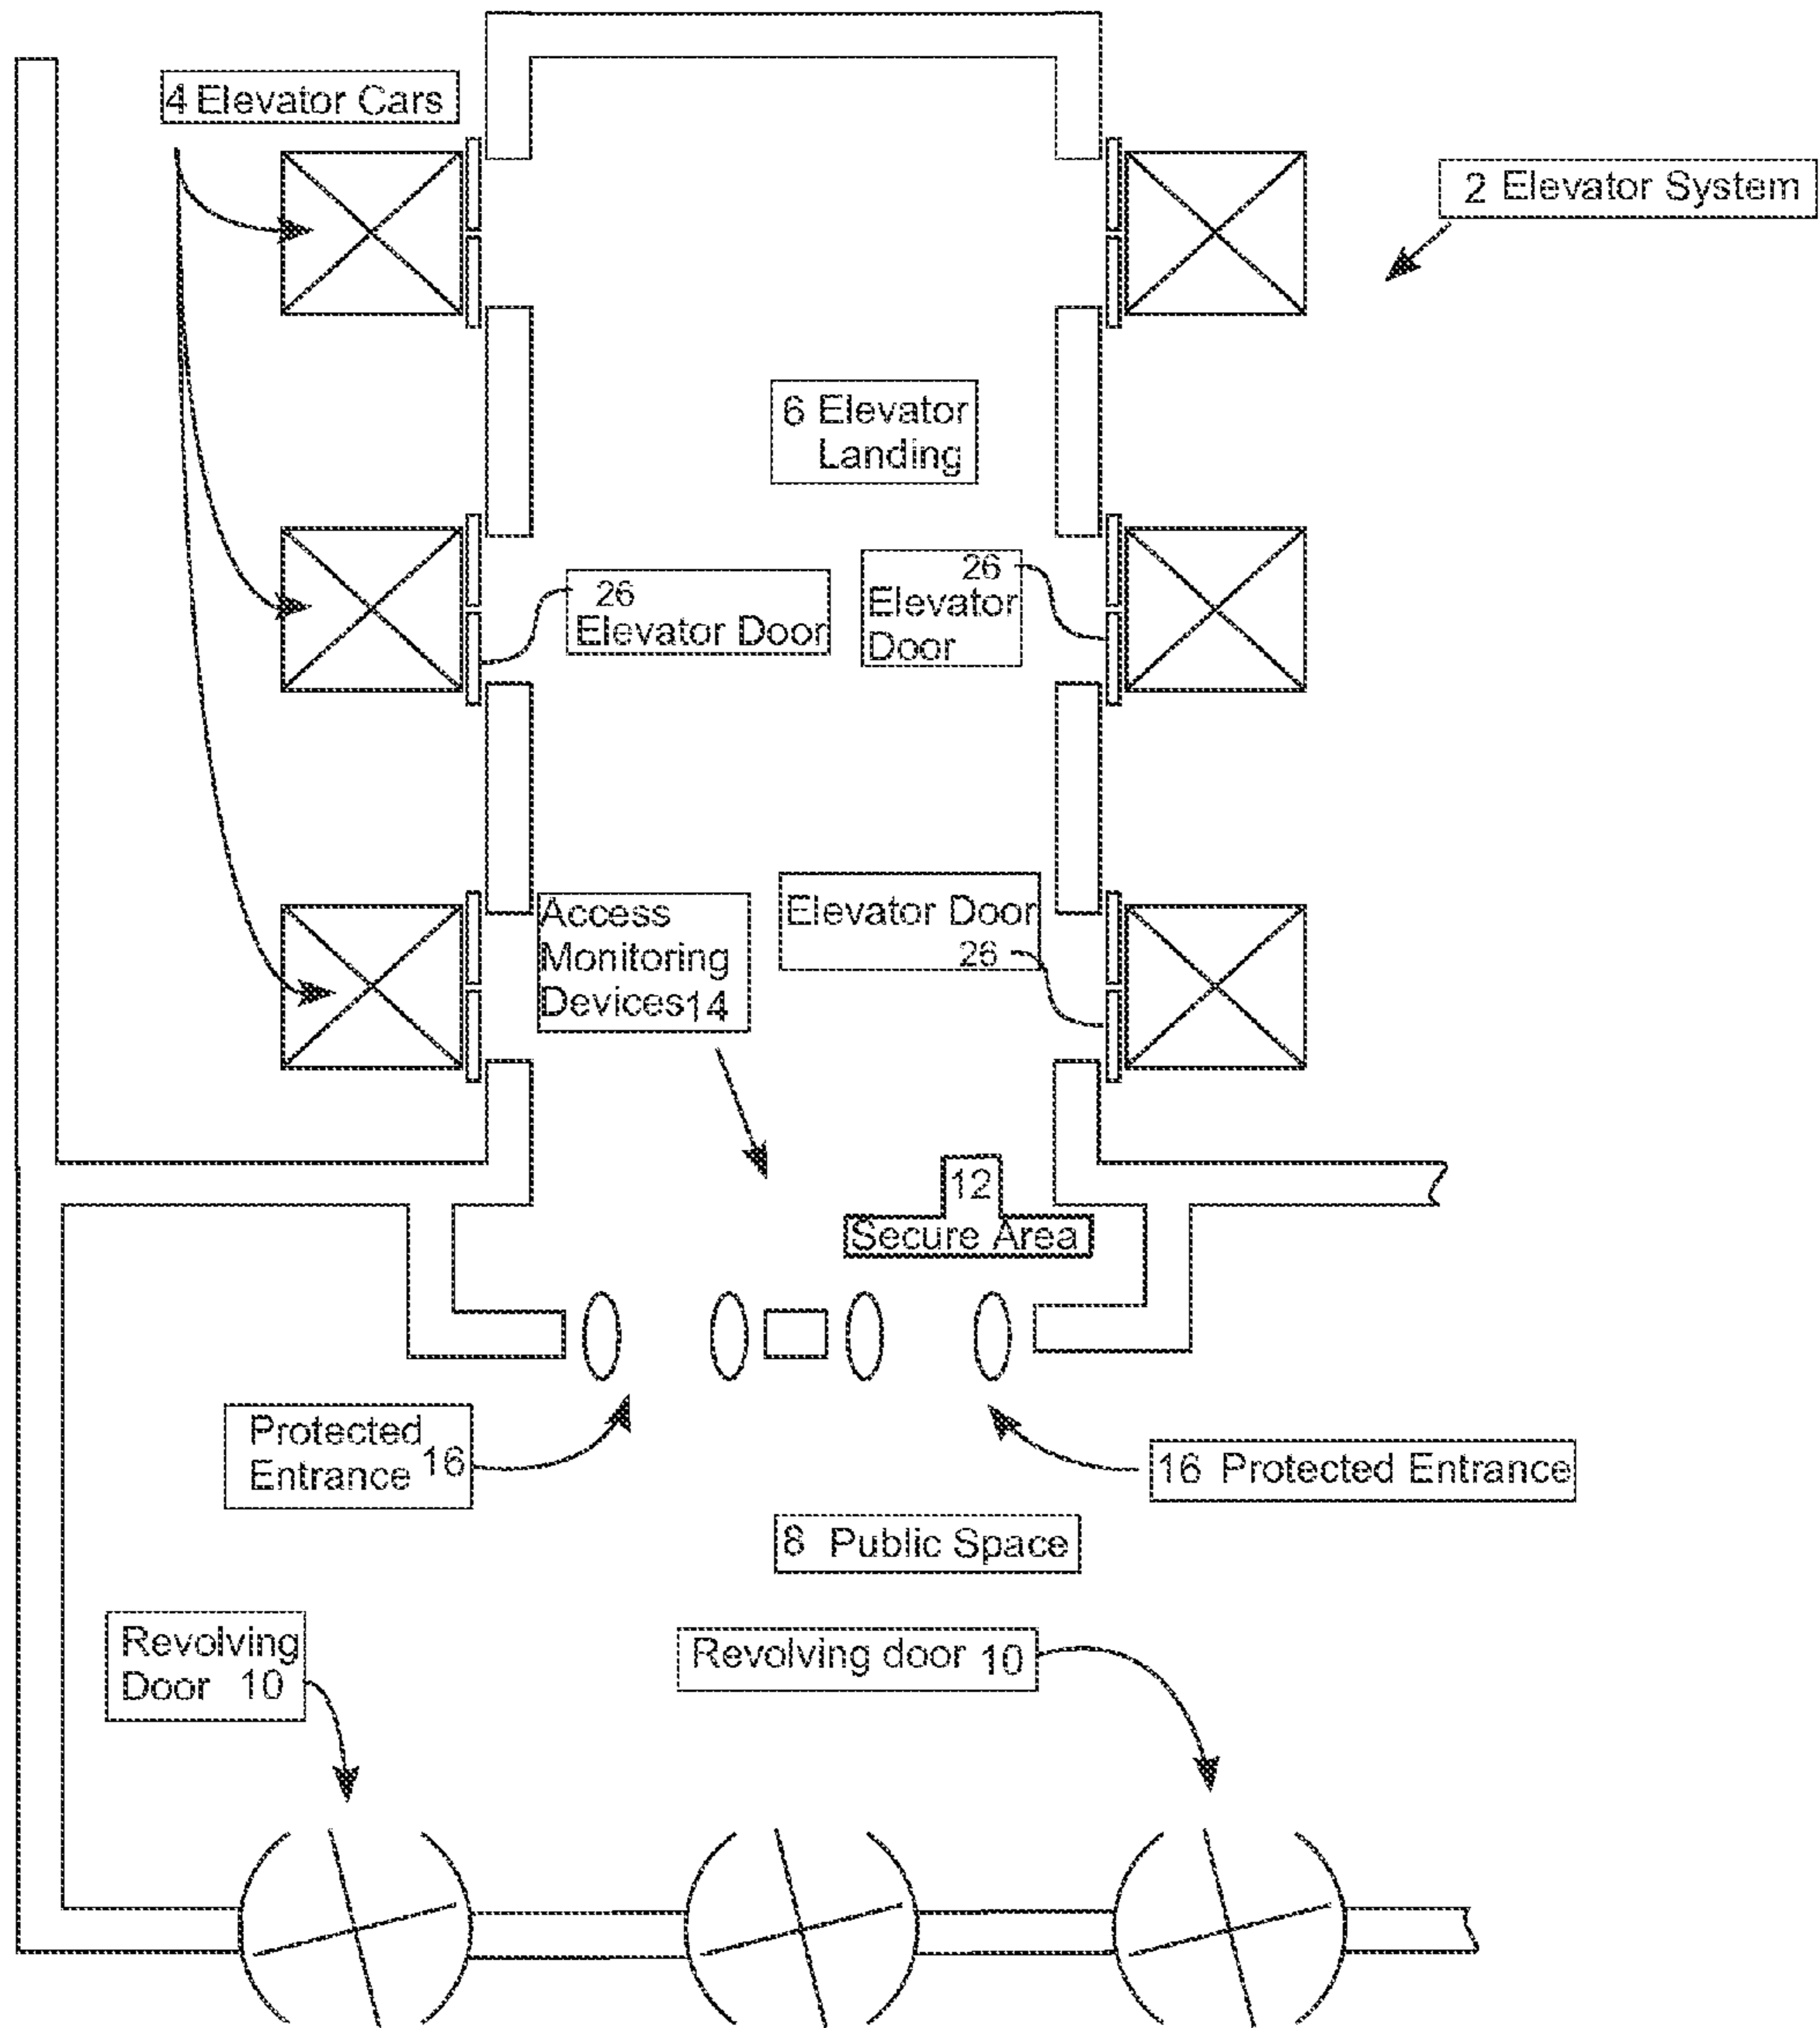 4 Elevator Cars
2 Elevator System
6 Elevator
Landing
26
Elevator Door
26
Elevator
Door
Access
Monitoring
Devices 14
Elevator Door
26
12
Secure Area
Protected
Entrance 16
16 Protected Entrance
8 Public Space
Revolving
Door 10
Revolving door 10